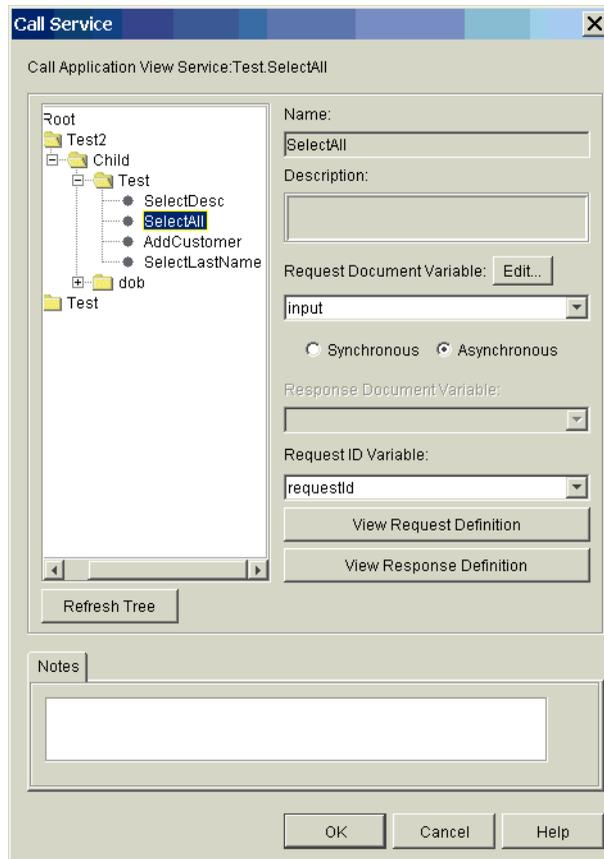 Call Service
Call Application View Service:Test.SelectAll
Root
Test2
Child
Test
SelectDesc
SelectAll
AddCustomer
SelectLastName
dob
Test
Refresh Tree
Name:
SelectAll
Description:
Request Document Variable: Edit...
input
Synchronous Asynchronous
Response Document Variable:
Request ID Variable:
requestId
View Request Definition
View Response Definition
Notes
OK Cancel Help